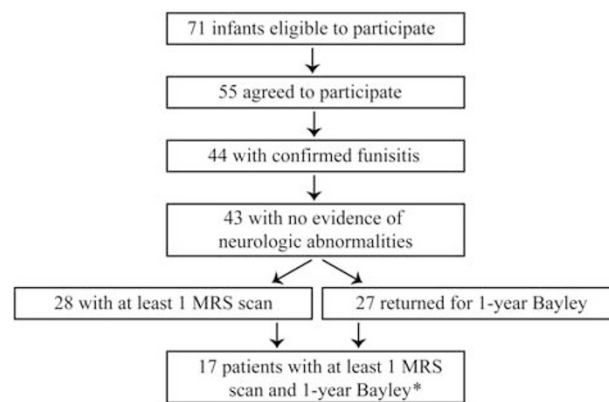 71 infants eligible to participate
55 agreed to participate
44 with confirmed funisitis
43 with no evidence of
neurologic abnormalities
28 with at least 1 MRS scan
27 returned for 1-year Bayley
17 patients with at least 1 MRS
scan and 1-year Bayley*